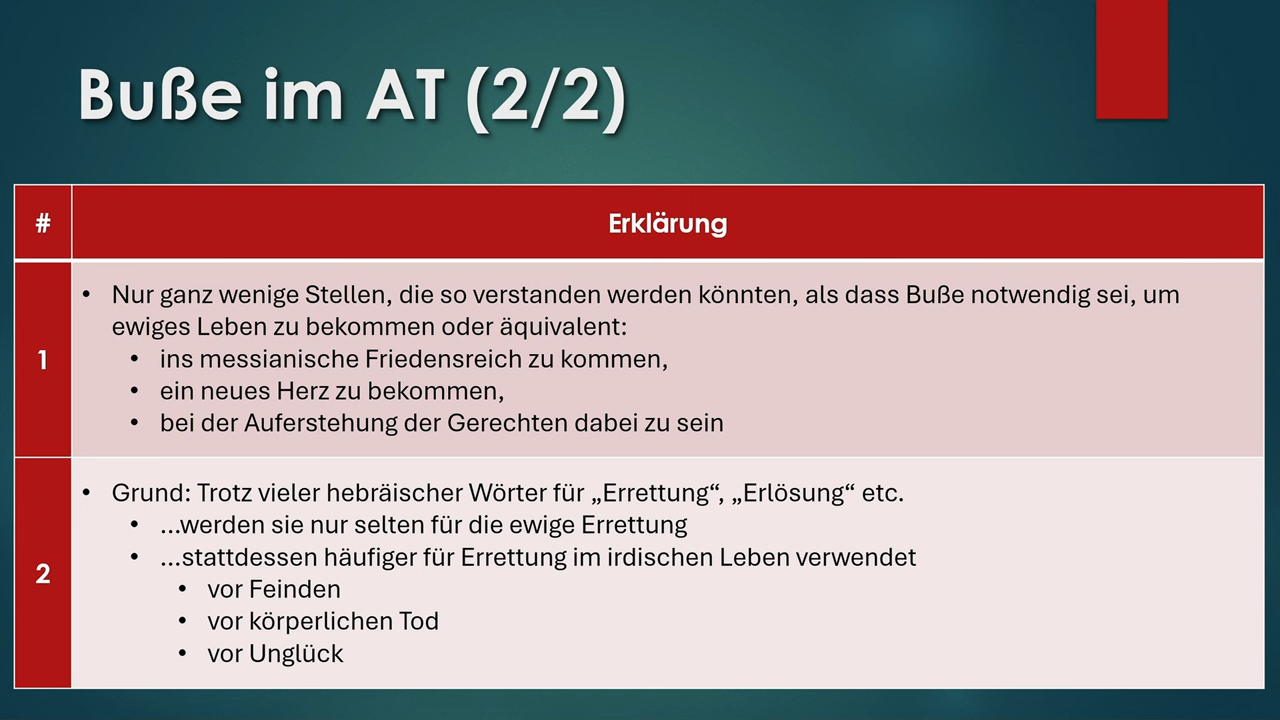 Buße im AT (2/2)
# Erklärung
1
• Nur ganz wenige Stellen, die so verstanden werden könnten, als dass Buße notwendig sei, um
ewiges Leben zu bekommen oder äquivalent:
• ins messianische Friedensreich zu kommen,
• ein neues Herz zu bekommen,
• bei der Auferstehung der Gerechten dabei zu sein
2
• Grund: Trotz vieler hebräischer Wörter für „Errettung“, „Erlösung“ etc.
• …werden sie nur selten für die ewige Errettung
• …stattdessen häufiger für Errettung im irdischen Leben verwendet
• vor Feinden
• vor körperlichen Tod
• vor Unglück